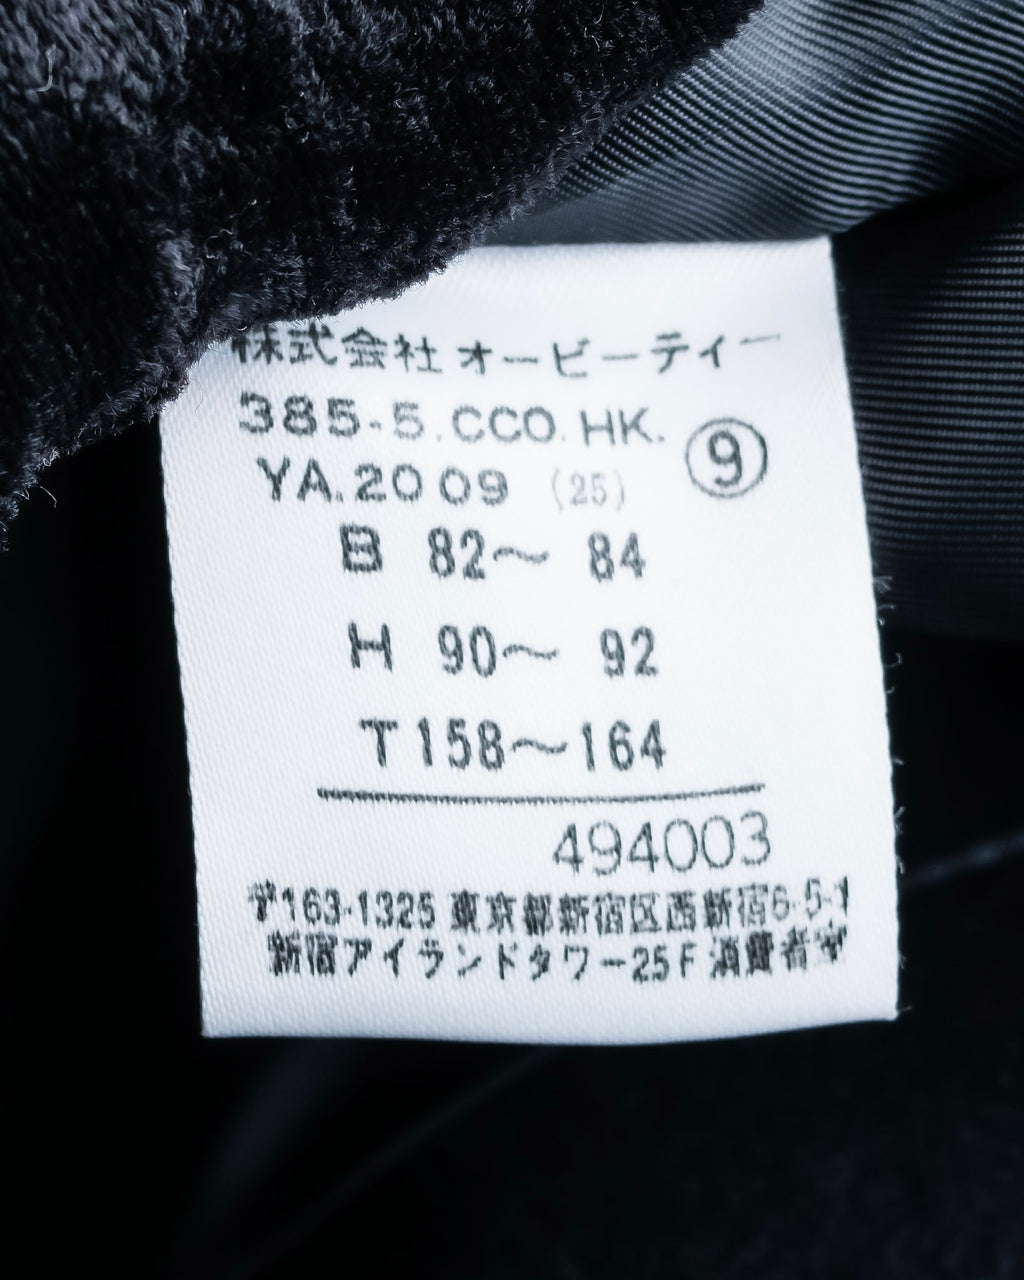 株式会社オービーティー
385-5.CCO.HK.
⑨
YA.2009 (25)
B 82～ 84
H 90～ 92
T158～164
494003
〒163-1325 東京都新宿区西新宿6-5-1
新宿アイランドタワー25F 消費者室